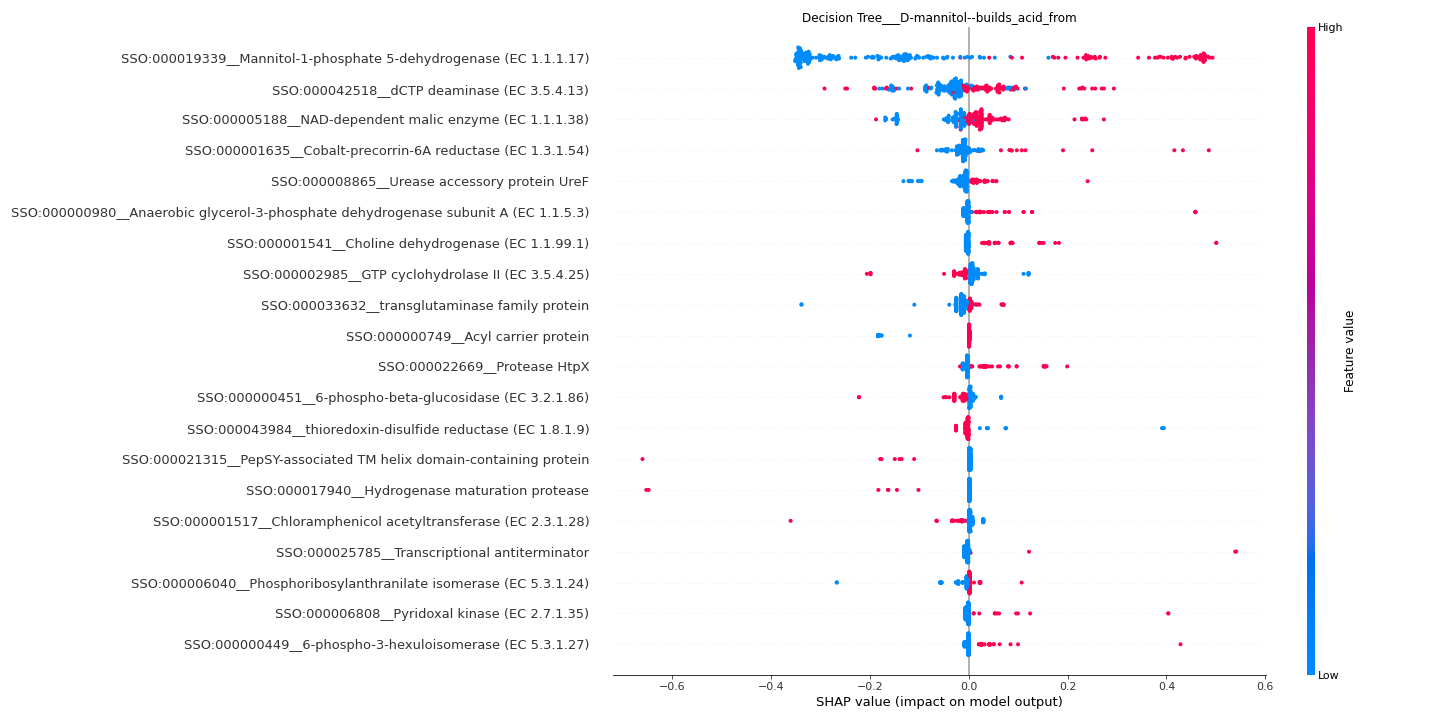 Decision Tree___D-mannitol--builds_acid_from
High
SSO:000019339__Mannitol-1-phosphate 5-dehydrogenase (EC 1.1.1.17)
SSO:000042518__dCTP deaminase (EC 3.5.4.13)
SSO:000005188__NAD-dependent malic enzyme (EC 1.1.1.38)
SSO:000001635__Cobalt-precorrin-6A reductase (EC 1.3.1.54)
SSO:000008865__Urease accessory protein UreF
SSO:000000980__Anaerobic glycerol-3-phosphate dehydrogenase subunit A (EC 1.1.5.3)
SSO:000001541__Choline dehydrogenase (EC 1.1.99.1)
SSO:000002985__GTP cyclohydrolase II (EC 3.5.4.25)
SSO:000033632__transglutaminase family protein
SSO:000000749__Acyl carrier protein
SSO:000022669__Protease HtpX
SSO:000000451__6-phospho-beta-glucosidase (EC 3.2.1.86)
SSO:000043984__thioredoxin-disulfide reductase (EC 1.8.1.9)
SSO:000021315__PepSY-associated TM helix domain-containing protein
SSO:000017940__Hydrogenase maturation protease
SSO:000001517__Chloramphenicol acetyltransferase (EC 2.3.1.28)
SSO:000025785__Transcriptional antiterminator
SSO:000006040__Phosphoribosylanthranilate isomerase (EC 5.3.1.24)
SSO:000006808__Pyridoxal kinase (EC 2.7.1.35)
SSO:000000449__6-phospho-3-hexuloisomerase (EC 5.3.1.27)
Feature value
Low
−0.6 −0.4 −0.2 0.0 0.2 0.4 0.6
SHAP value (impact on model output)